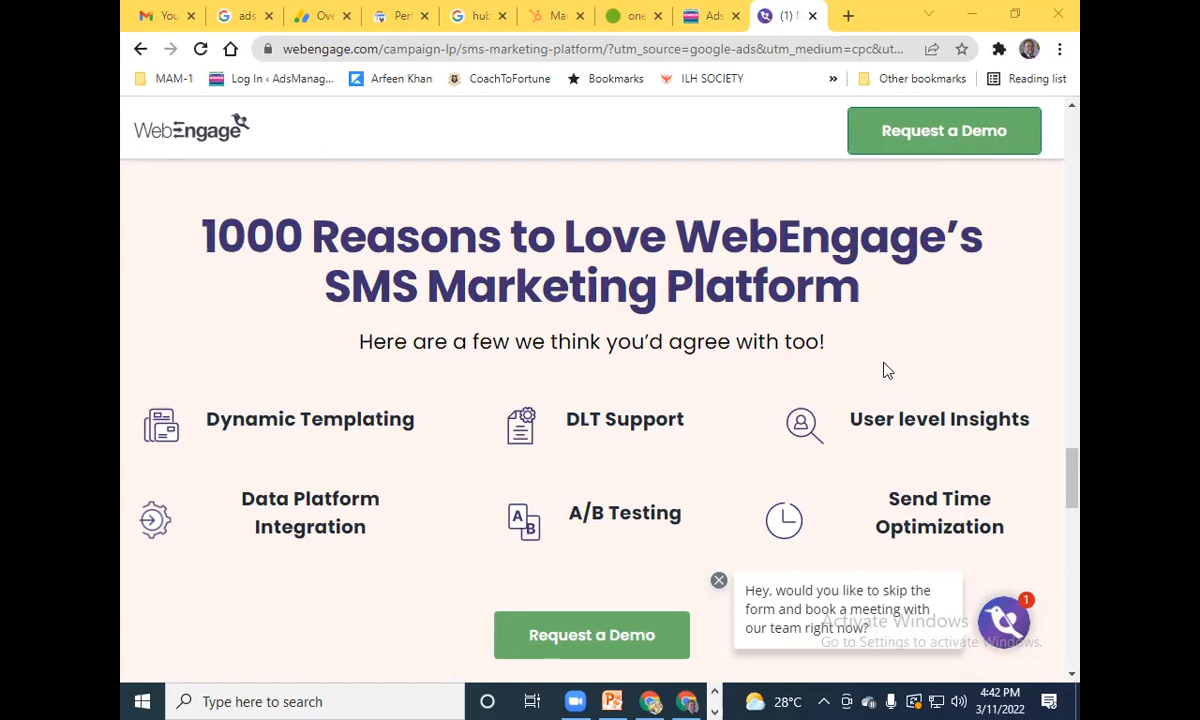 You
ads
Ove
Per
hub
Ma
one
Ads
(1)
webengage.com/campaign-lp/sms-marketing-platform/?utm_source=google-ads&utm_medium=cpc&ut...
MAM-1
Log In ‹ AdsManag...
Arfeen Khan
CoachToFortune
Bookmarks
ILH SOCIETY
»
Other bookmarks
Reading list
WebEngage
Request a Demo
1000 Reasons to Love WebEngage’s
SMS Marketing Platform
Here are a few we think you’d agree with too!
Dynamic Templating
DLT Support
User level Insights
Data Platform
Integration
A/B Testing
Send Time
Optimization
A
B
Hey, would you like to skip the
form and book a meeting with
our team right now?
1
Activate Windows
Go to Settings to activate Windows.
Request a Demo
Type here to search
28°C
4:42 PM
3/11/2022